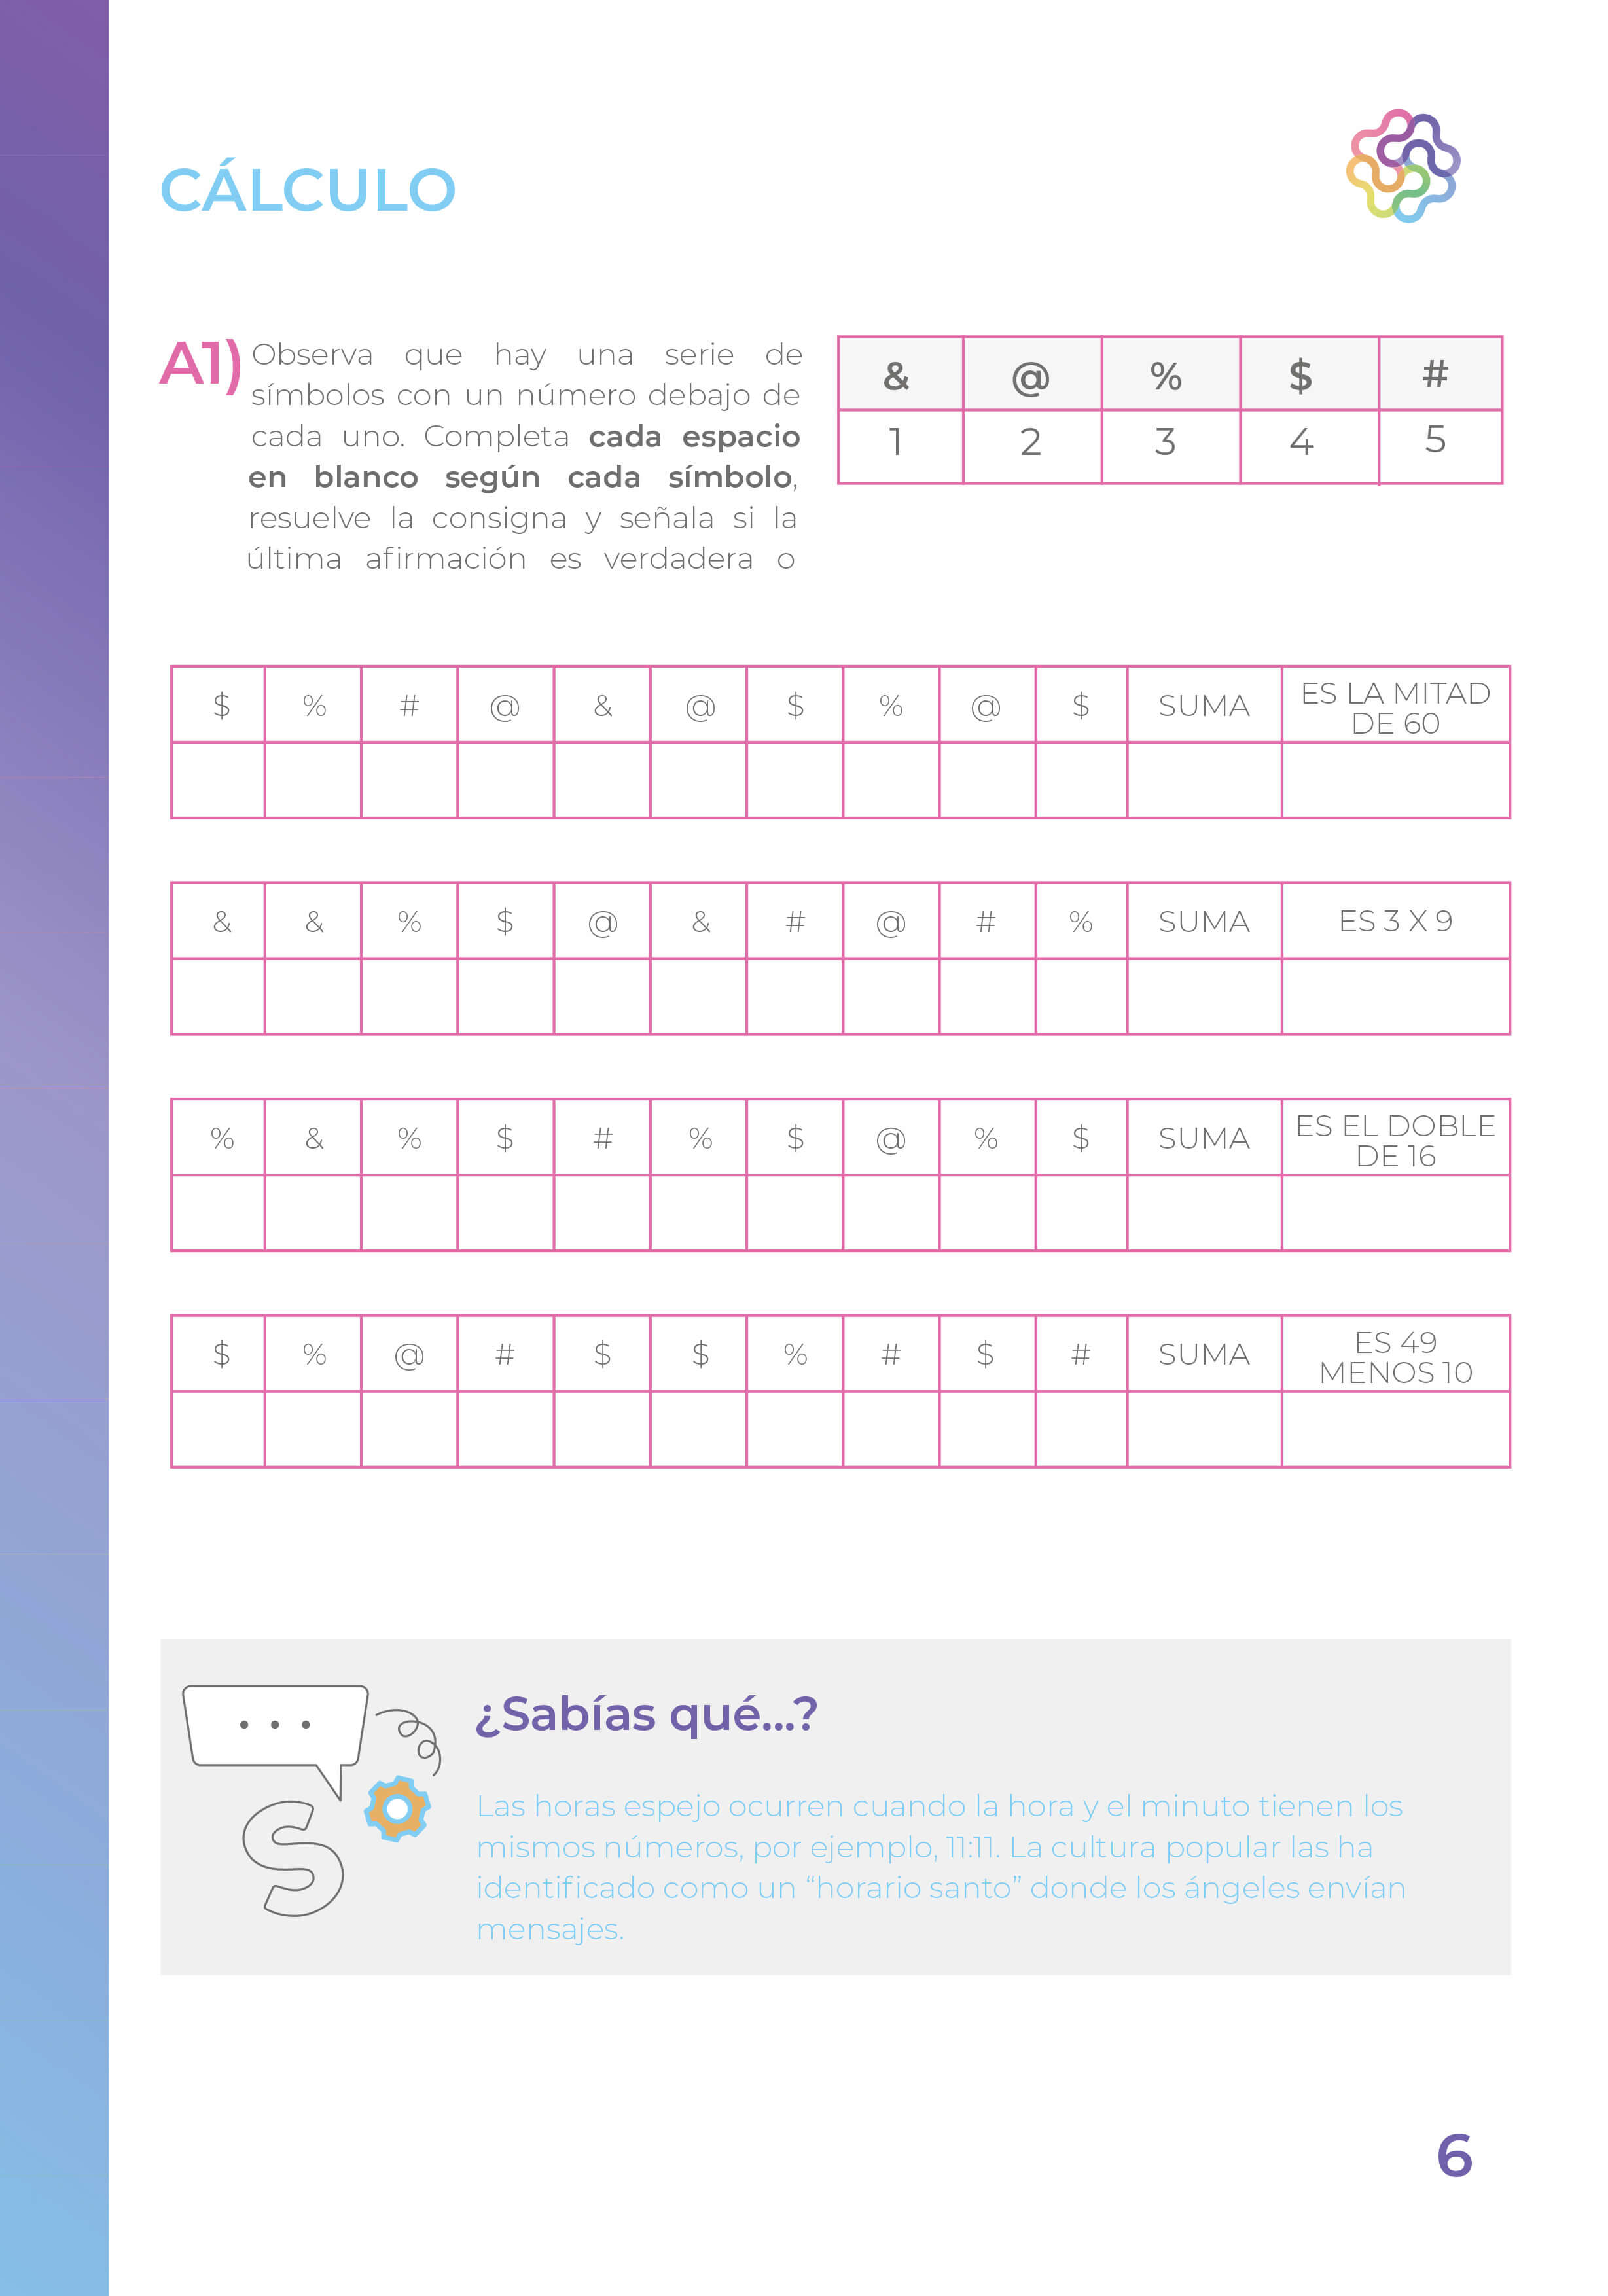 CÁLCULO
A1) Observa que hay una serie de
símbolos con un número debajo de
cada uno. Completa cada espacio
en blanco según cada símbolo,
resuelve la consigna y señala si la
última afirmación es verdadera o
& @ % $ #
1 2 3 4 5
$ % # @ & @ $ % @ $ SUMA ES LA MITAD
DE 60
& & % $ @ & # @ # % SUMA ES 3 X 9
% & % $ # % $ @ % $ SUMA ES EL DOBLE
DE 16
$ % @ # $ $ % # $ # SUMA ES 49
MENOS 10
¿Sabías qué...?
Las horas espejo ocurren cuando la hora y el minuto tienen los
mismos números, por ejemplo, 11:11. La cultura popular las ha
identificado como un “horario santo” donde los ángeles envían
mensajes.
S
6